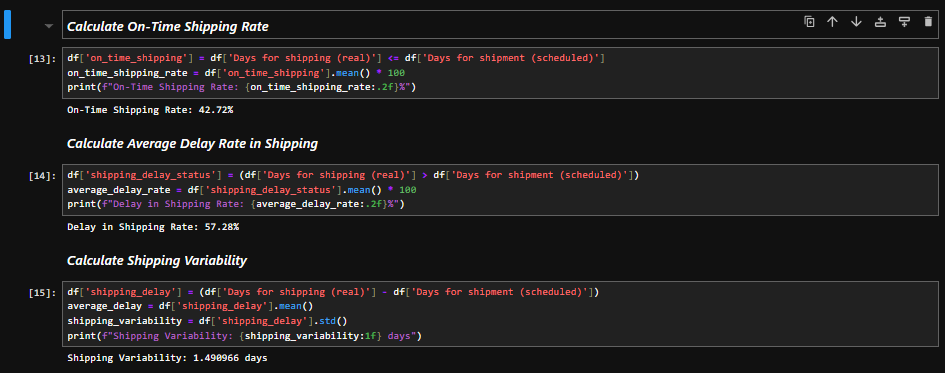 Calculate On-Time Shipping Rate
[13]: df['on_time_shipping'] = df['Days for shipping (real)'] <= df['Days for shipment (scheduled)']
on_time_shipping_rate = df['on_time_shipping'].mean() * 100
print(f"On-Time Shipping Rate: {on_time_shipping_rate:.2f}%")
On-Time Shipping Rate: 42.72%
Calculate Average Delay Rate in Shipping
[14]: df['shipping_delay_status'] = (df['Days for shipping (real)'] > df['Days for shipment (scheduled)'])
average_delay_rate = df['shipping_delay_status'].mean() * 100
print(f"Delay in Shipping Rate: {average_delay_rate:.2f}%")
Delay in Shipping Rate: 57.28%
Calculate Shipping Variability
[15]: df['shipping_delay'] = (df['Days for shipping (real)'] - df['Days for shipment (scheduled)'])
average_delay = df['shipping_delay'].mean()
shipping_variability = df['shipping_delay'].std()
print(f"Shipping Variability: {shipping_variability:1f} days")
Shipping Variability: 1.490966 days